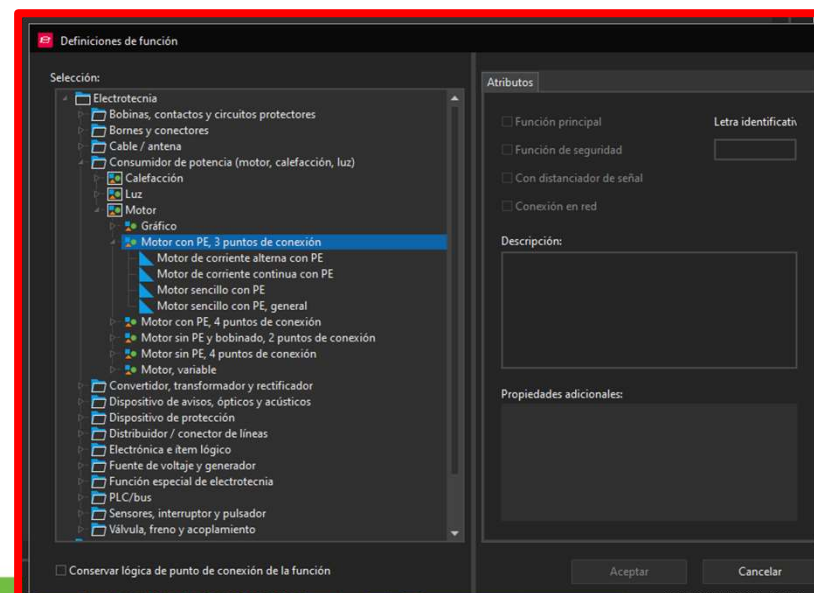 Definiciones de función
Selección:
Electrotecnia
Bobinas, contactos y circuitos protectores
Bornes y conectores
Cable / antena
Consumidor de potencia (motor, calefacción, luz)
Calefacción
Luz
Motor
Gráfico
Motor con PE, 3 puntos de conexión
Motor de corriente alterna con PE
Motor de corriente continua con PE
Motor sencillo con PE
Motor sencillo con PE, general
Motor con PE, 4 puntos de conexión
Motor sin PE y bobinado, 2 puntos de conexión
Motor sin PE, 4 puntos de conexión
Motor, variable
Convertidor, transformador y rectificador
Dispositivo de avisos, ópticos y acústicos
Dispositivo de protección
Distribuidor / conector de líneas
Electrónica e ítem lógico
Fuente de voltaje y generador
Función especial de electrotecnia
PLC/bus
Sensores, interruptor y pulsador
Válvula, freno y acoplamiento
Conservar lógica de punto de conexión de la función
Atributos
Función principal
Letra identificativ
Función de seguridad
Con distanciador de señal
Conexión en red
Descripción:
Propiedades adicionales:
Aceptar
Cancelar